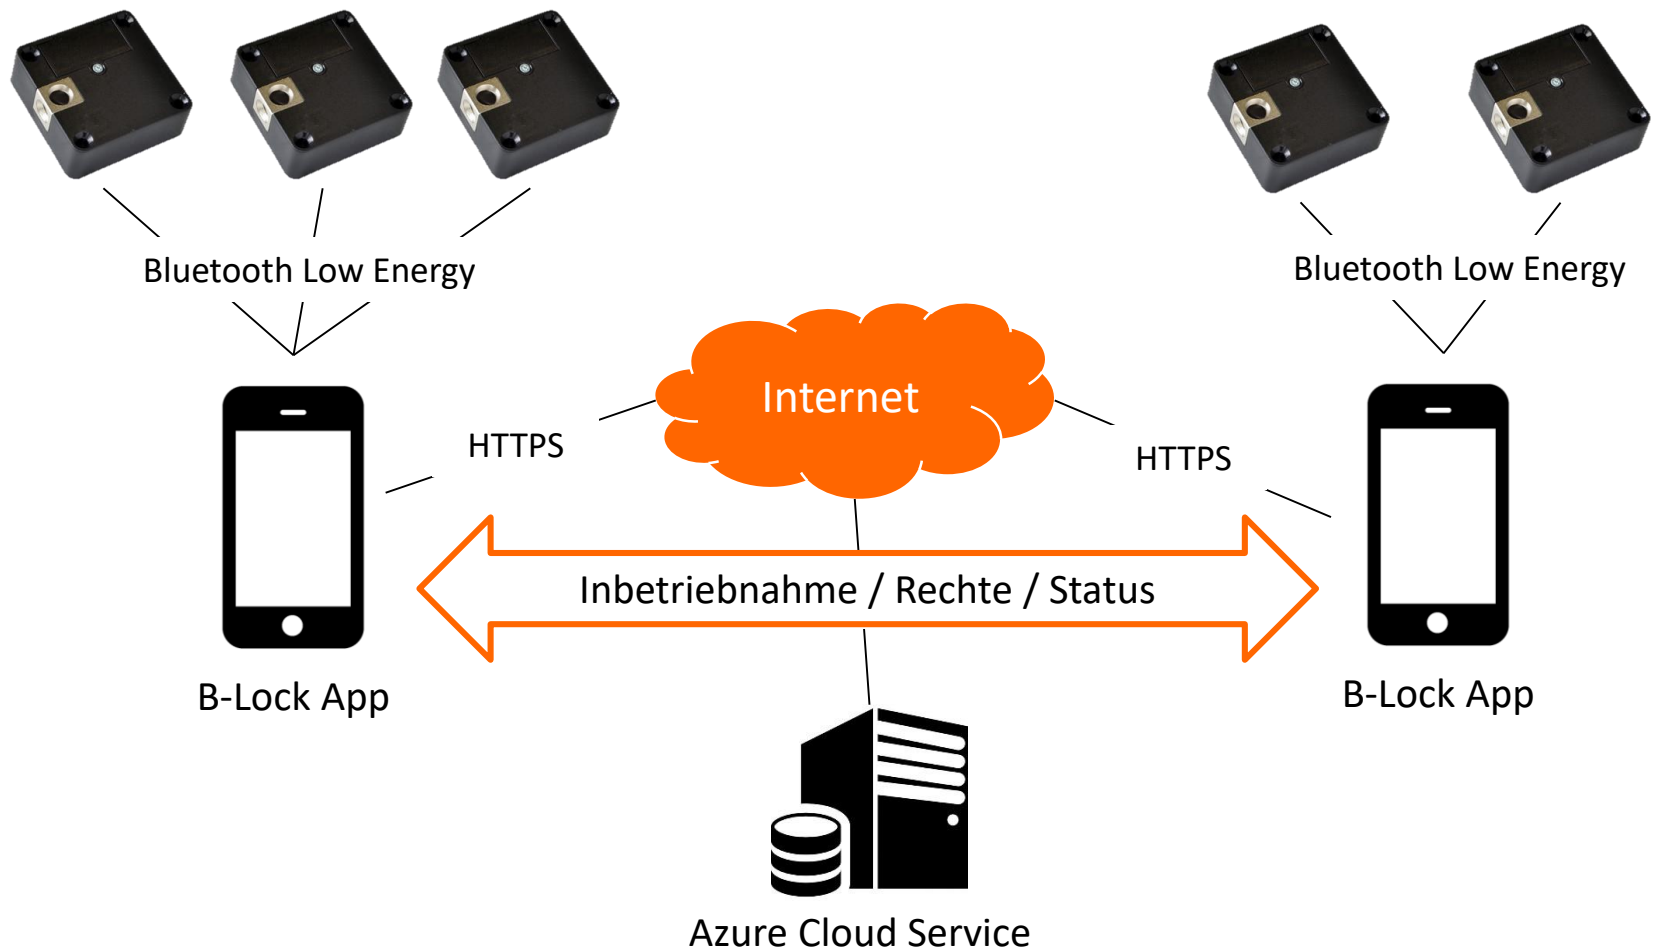 Bluetooth Low Energy
Bluetooth Low Energy
Internet
HTTPS
HTTPS
Inbetriebnahme / Rechte / Status
B-Lock App
B-Lock App
Azure Cloud Service